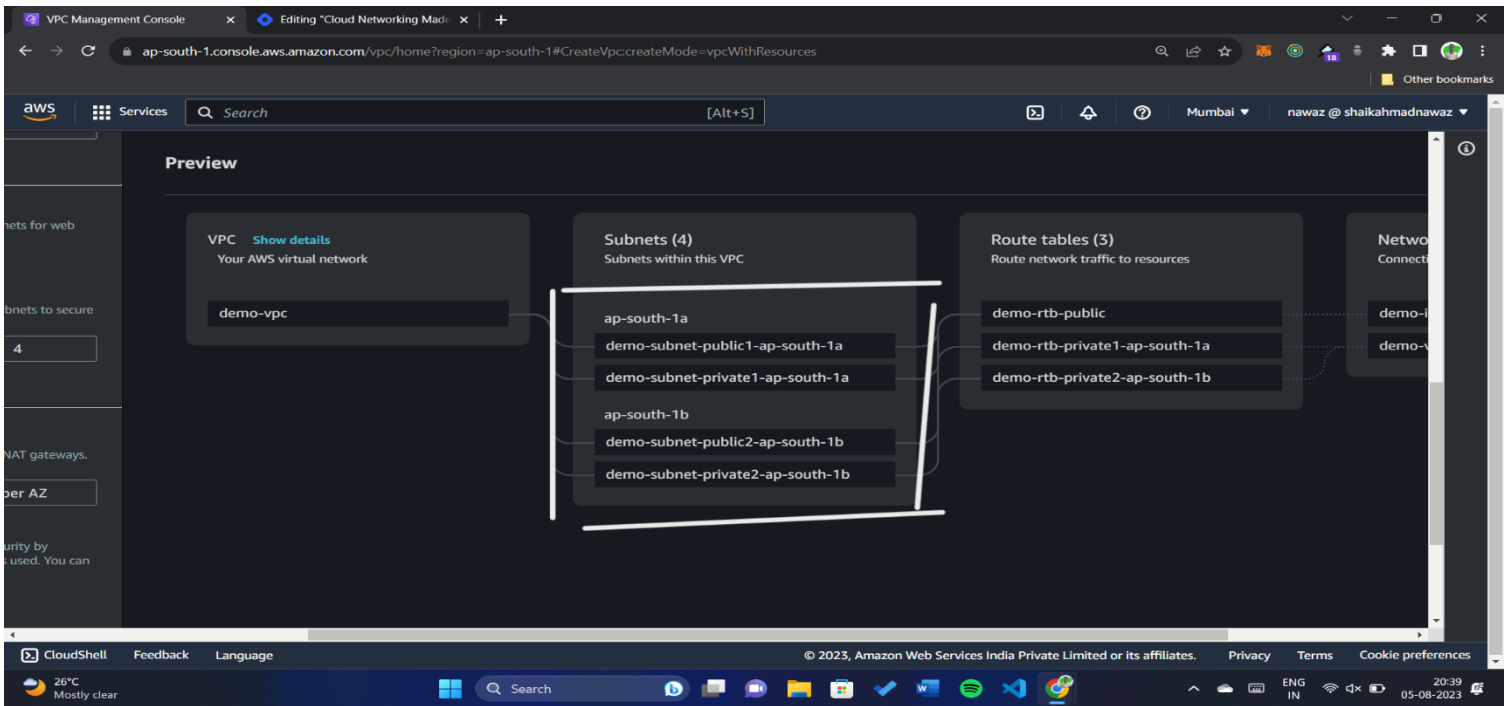 VPC Management Console
Editing "Cloud Networking Made
ap-south-1.console.aws.amazon.com/vpc/home?region=ap-south-1#CreateVpc:createMode=vpcWithResources
18
Other bookmarks
aws
Services
Search
[Alt+S]
Mumbai
nawaz @ shaikahmadnawaz
Preview
nets for web
bnets to secure
4
NAT gateways.
per AZ
urity by
s used. You can
VPC Show details
Your AWS virtual network
demo-vpc
Subnets (4)
Subnets within this VPC
ap-south-1a
demo-subnet-public1-ap-south-1a
demo-subnet-private1-ap-south-1a
ap-south-1b
demo-subnet-public2-ap-south-1b
demo-subnet-private2-ap-south-1b
Route tables (3)
Route network traffic to resources
demo-rtb-public
demo-rtb-private1-ap-south-1a
demo-rtb-private2-ap-south-1b
Netwo
Connecti
demo-i
demo-v
CloudShell Feedback Language
© 2023, Amazon Web Services India Private Limited or its affiliates. Privacy Terms Cookie preferences
26°C
Mostly clear
Search
ENG
IN
20:39
05-08-2023